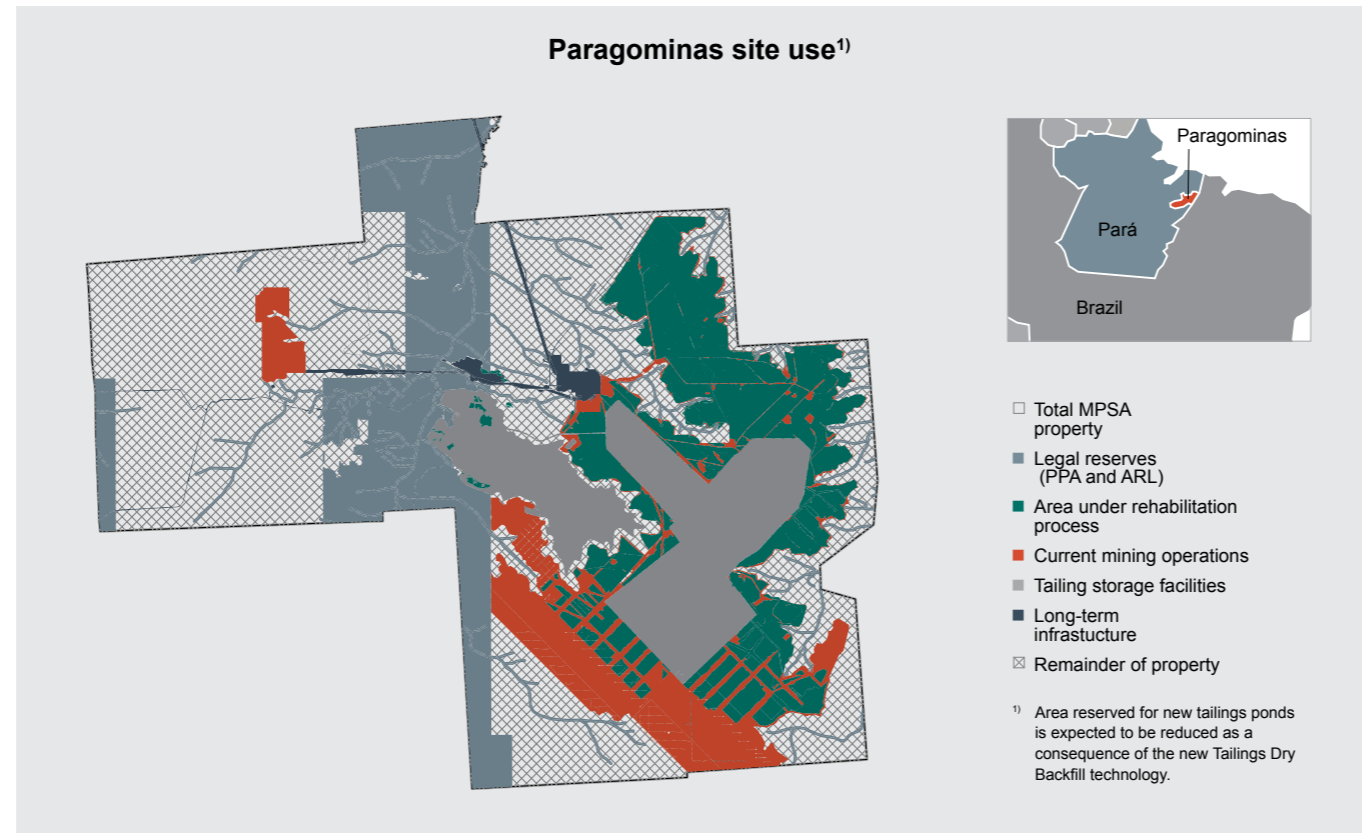 Paragominas site use¹⁾
Paragominas
Pará
Brazil
Total MPSA
property
Legal reserves
(PPA and ARL)
Area under rehabilitation
process
Current mining operations
Tailing storage facilities
Long-term
infrastucture
Remainder of property
¹⁾ Area reserved for new tailings ponds
is expected to be reduced as a
consequence of the new Tailings Dry
Backfill technology.